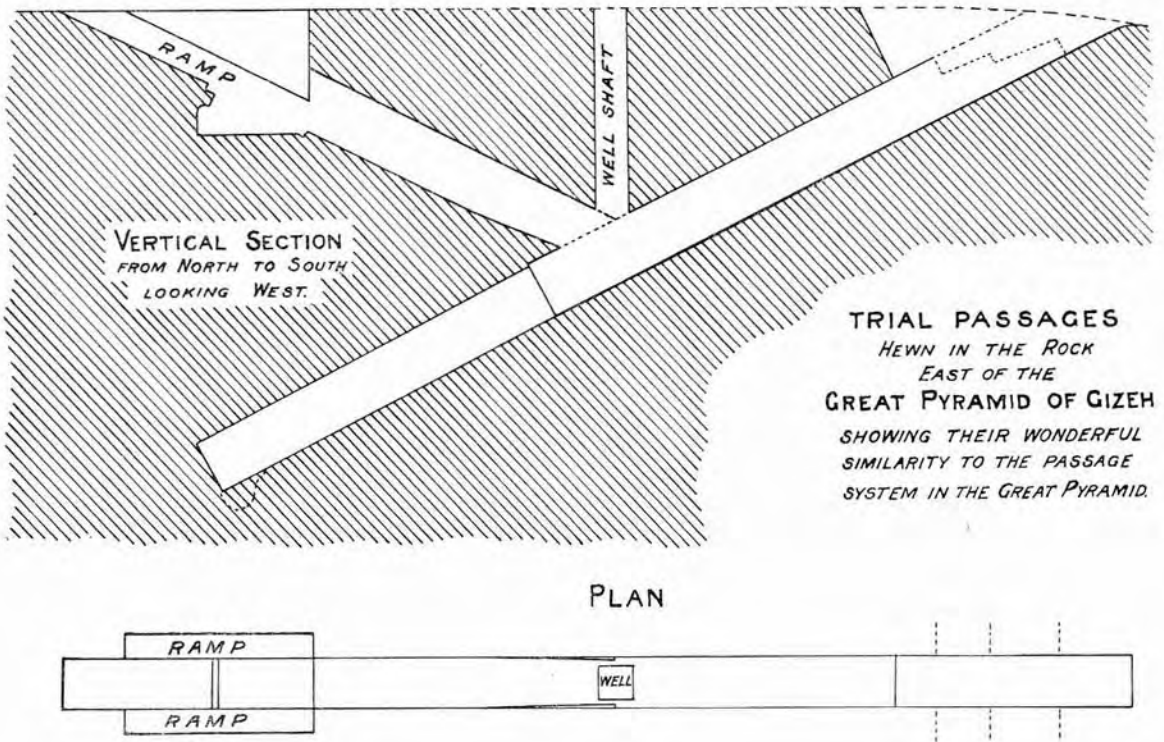 RAMP
WELL SHAFT
VERTICAL SECTION
FROM NORTH TO SOUTH
LOOKING WEST.
TRIAL PASSAGES
HEWN IN THE ROCK
EAST OF THE
GREAT PYRAMID OF GIZEH
SHOWING THEIR WONDERFUL
SIMILARITY TO THE PASSAGE
SYSTEM IN THE GREAT PYRAMID.
PLAN
RAMP
WELL
RAMP